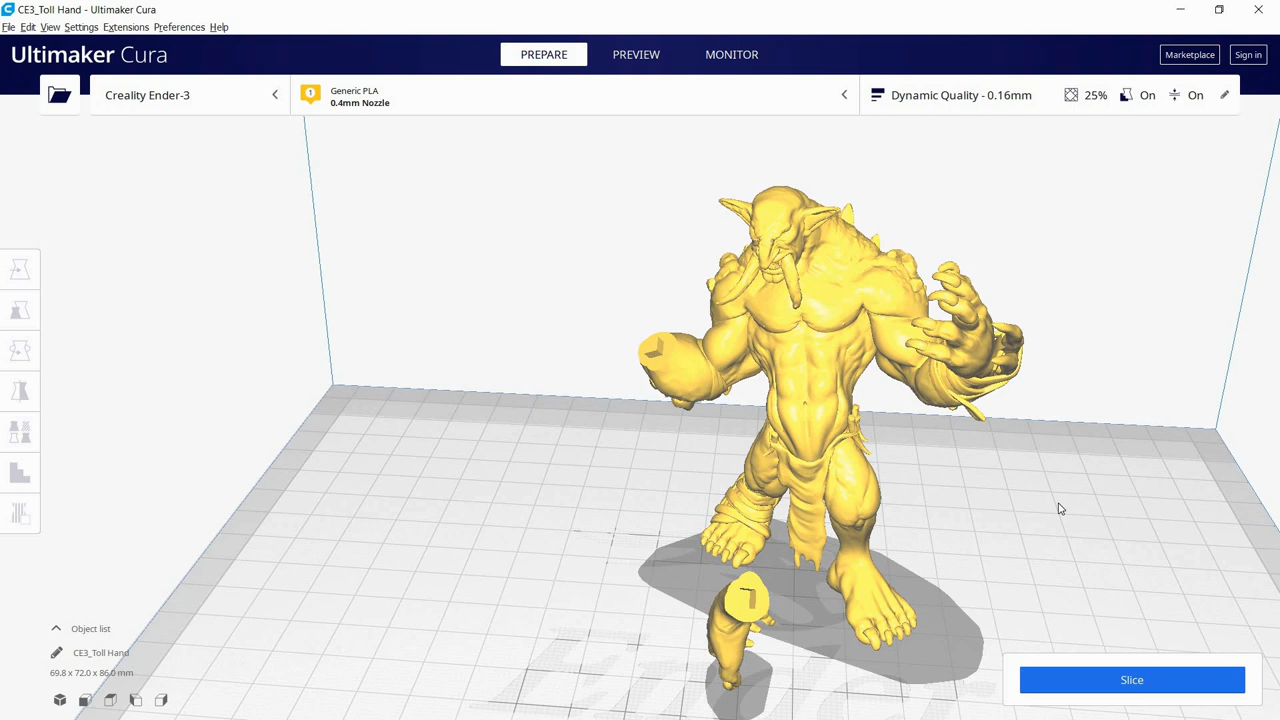 CE3_Toll Hand - Ultimaker Cura
File Edit View Settings Extensions Preferences Help
Ultimaker Cura
PREPARE
PREVIEW
MONITOR
Marketplace
Sign in
Creality Ender-3
1
Generic PLA
0.4mm Nozzle
Dynamic Quality - 0.16mm
25%
On
On
Object list
CE3_Toll Hand
69.8 x 72.0 x 86.0 mm
Slice